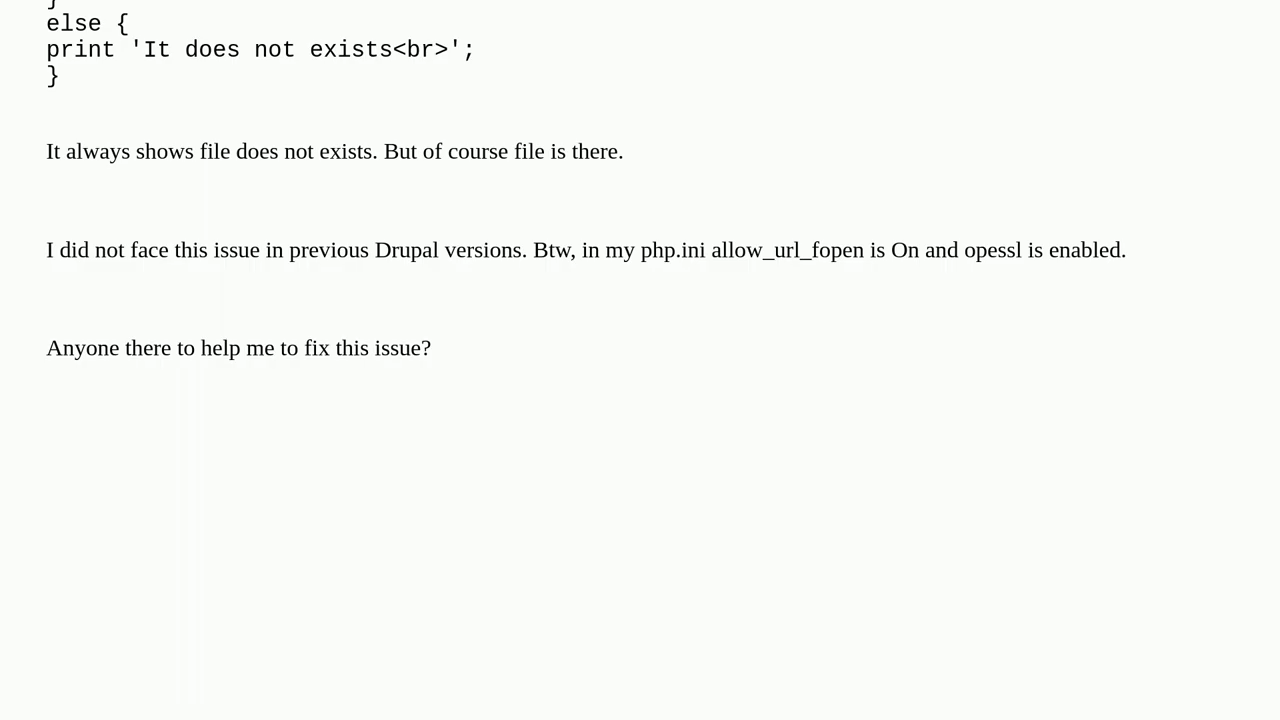 }
else {
print 'It does not exists<br>';
}
It always shows file does not exists. But of course file is there.
I did not face this issue in previous Drupal versions. Btw, in my php.ini allow_url_fopen is On and opessl is enabled.
Anyone there to help me to fix this issue?